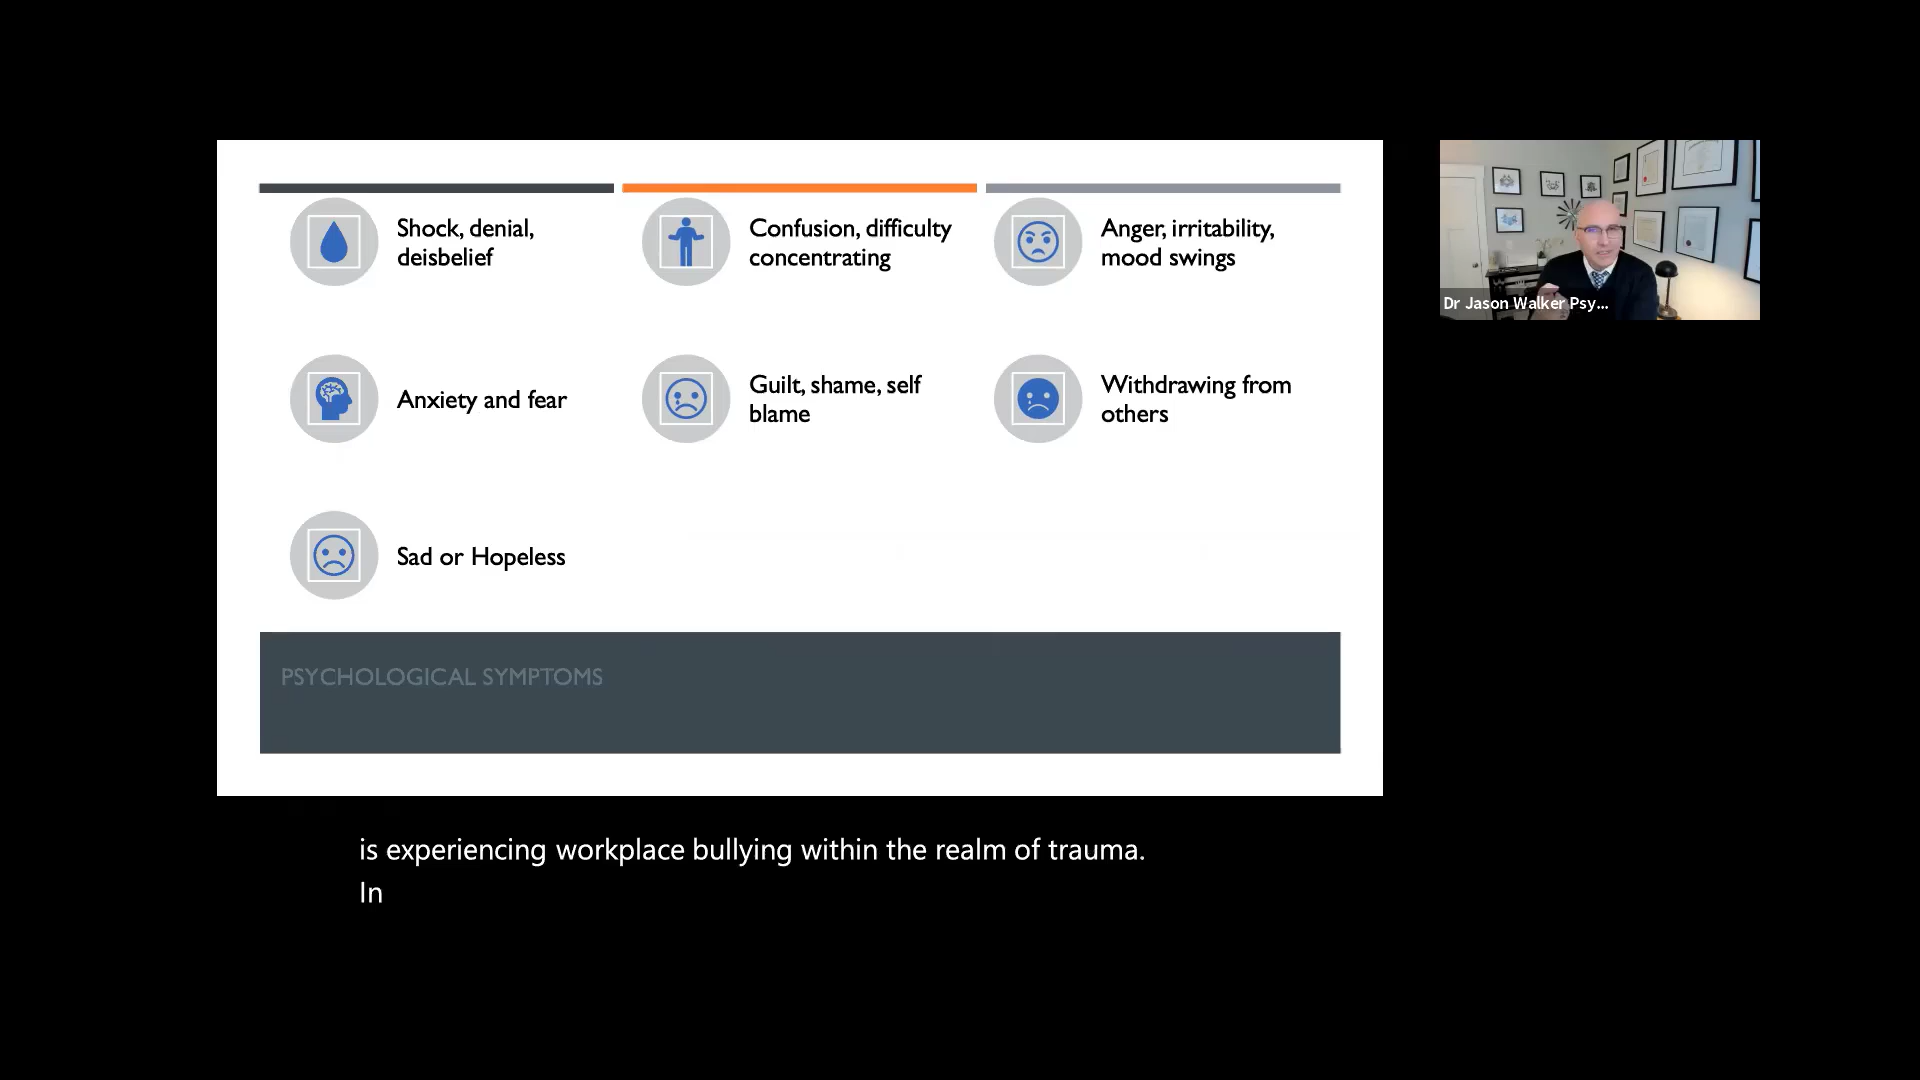 Shock, denial,
deisbelief
Confusion, difficulty
concentrating
Anger, irritability,
mood swings
Anxiety and fear
Guilt, shame, self
blame
Withdrawing from
others
Sad or Hopeless
PSYCHOLOGICAL SYMPTOMS
Dr Jason Walker Psy...
is experiencing workplace bullying within the realm of trauma.
In